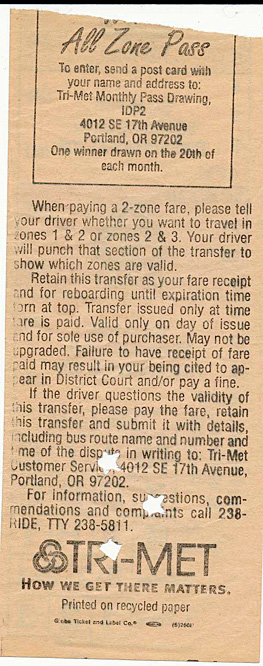 All Zone Pass
To enter, send a post card with
your name and address to:
Tri-Met Monthly Pass Drawing,
IDP2
4012 SE 17th Avenue
Portland, OR 97202
One winner drawn on the 20th of
each month.
When paying a 2-zone fare, please tell
your driver whether you want to travel in
zones 1 & 2 or zones 2 & 3. Your driver
will punch that section of the transfer to
show which zones are valid.
Retain this transfer as your fare receipt
and for reboarding until expiration time
torn at top. Transfer issued only at time
fare is paid. Valid only on day of issue
and for sole use of purchaser. May not be
upgraded. Failure to have receipt of fare
paid may result in your being cited to ap-
pear in District Court and/or pay a fine.
If the driver questions the validity of
this transfer, please pay the fare, retain
this transfer and submit it with details,
including bus route name and number and
time of the dispute in writing to: Tri-Met
Customer Service 4012 SE 17th Avenue,
Portland, OR 97202.
For information, suggestions, com-
mendations and complaints call 238-
RIDE, TTY 238-5811.
TRI-MET
HOW WE GET THERE MATTERS.
Printed on recycled paper
Globe Ticket and Label Co.